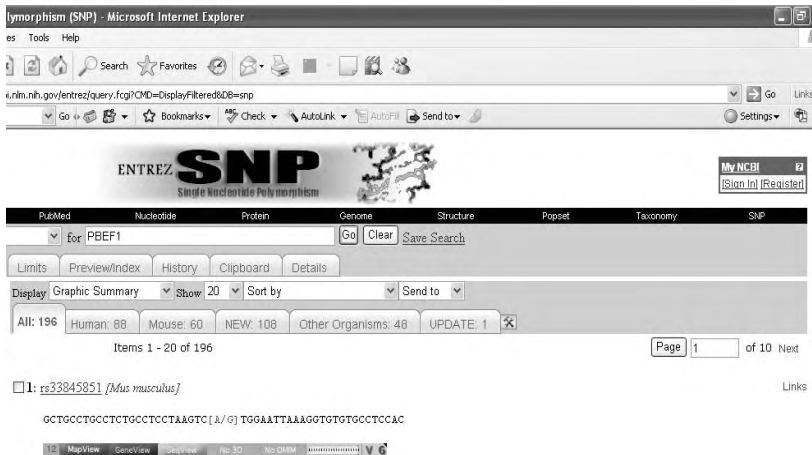 lymorphism (SNP) - Microsoft Internet Explorer
es Tools Help
Search Favorites
i.nlm.nih.gov/entrez/query.fcgi?CMD=DisplayFiltered&DB=snp Go Links
Go Bookmarks Check AutoLink AutoFill Send to Settings
ENTREZ SNP
Single Nucleotide Polymorphism
My NCBI
[Sign In] [Register]
PubMed Nucleotide Protein Genome Structure Popset Taxonomy SNP
for PBEF1 Go Clear Save Search
Limits Preview/Index History Clipboard Details
Display Graphic Summary Show 20 Sort by Send to
All: 196 Human: 88 Mouse: 60 NEW: 108 Other Organisms: 48 UPDATE: 1
Items 1 - 20 of 196 Page 1 of 10 Next
1: rs33845851 [Mus musculus] Links
GCTGCCTGCCTCTGCCTCCTAAGTC[A/G]TGGAATTAAAGGTGTGTGCCTCCAC
12 MapView GeneView SeqView No 3D No OMIM V G